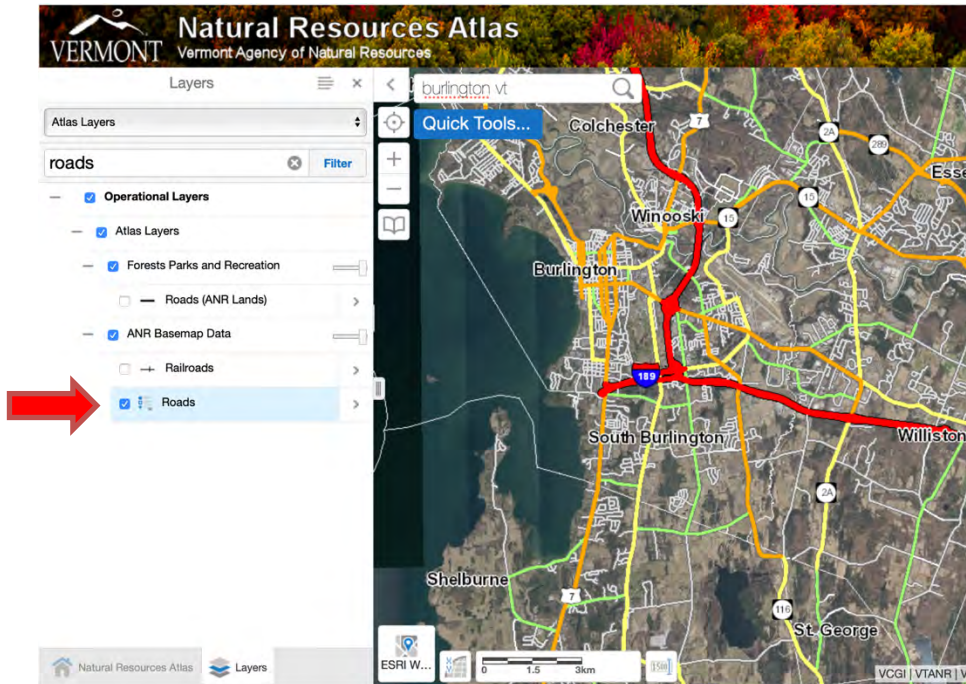 VERMONT
Natural Resources Atlas
Vermont Agency of Natural Resources
Layers
Atlas Layers
roads
Filter
Operational Layers
Atlas Layers
Forests Parks and Recreation
Roads (ANR Lands)
ANR Basemap Data
Railroads
Roads
Natural Resources Atlas
Layers
burlington vt
Quick Tools...
Colchester
7
2A
289
Esse
15
Winooski
15
Burlington
189
South Burlington
Williston
2A
Shelburne
7
116
St. George
ESRI W...
0 1.5 3km
VCGI | VTANR | V